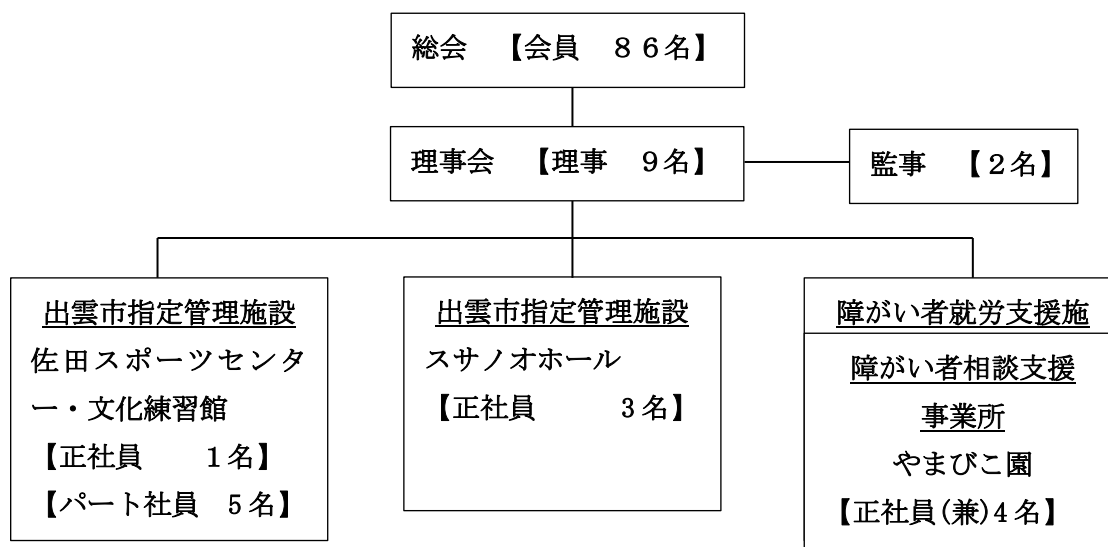 総会　【会員　８６名】
理事会　【理事　９名】
監事　【２名】
出雲市指定管理施設
佐田スポーツセンタ
ー・文化練習館
【正社員　　１名】
【パート社員　５名】
出雲市指定管理施設
スサノオホール
【正社員　　　３名】
障がい者就労支援施
障がい者相談支援
事業所
やまびこ園
【正社員(兼)４名】